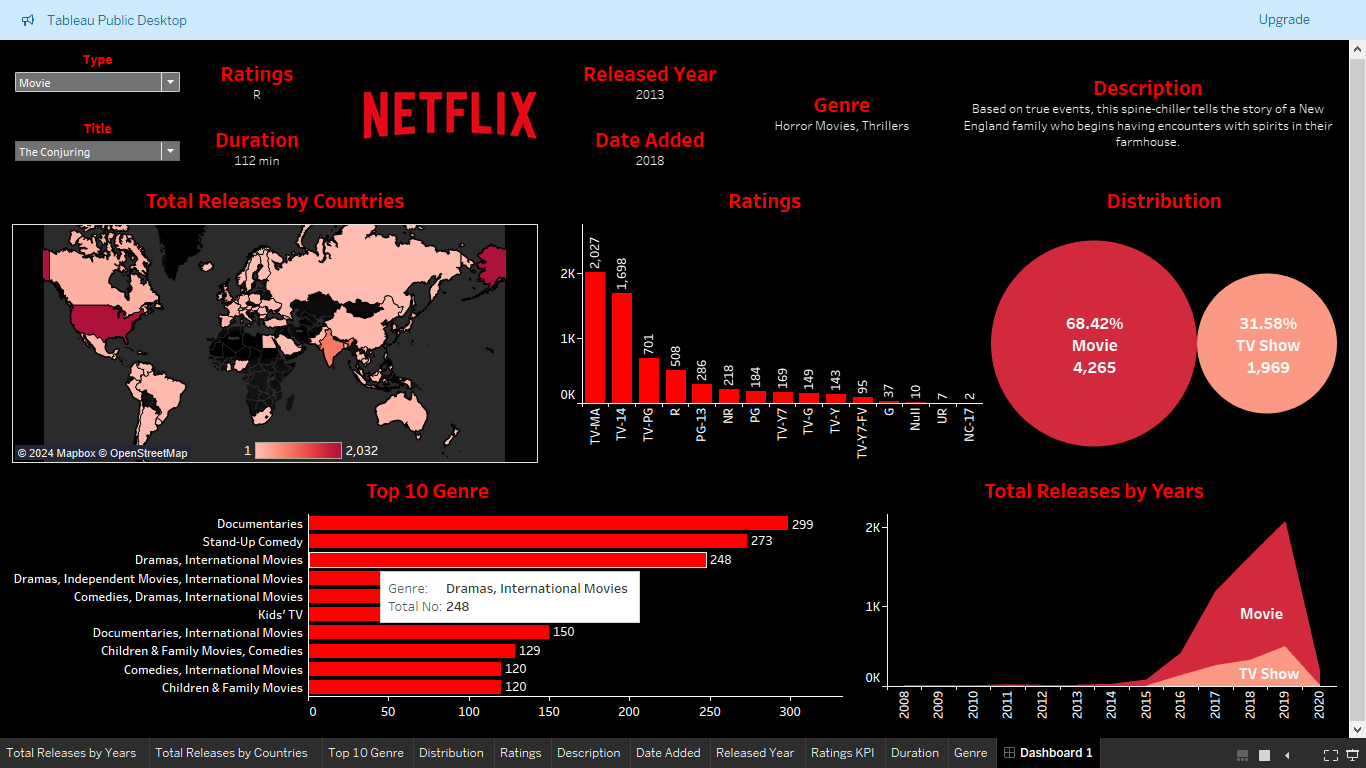 Tableau Public Desktop
Upgrade
Type
Movie
Title
The Conjuring
Ratings
R
Duration
112 min
NETFLIX
Released Year
2013
Date Added
2018
Genre
Horror Movies, Thrillers
Description
Based on true events, this spine-chiller tells the story of a New
England family who begins having encounters with spirits in their
farmhouse.
Total Releases by Countries
© 2024 Mapbox © OpenStreetMap
1
2,032
Ratings
2K
1K
0K
2,027
1,698
701
508
286
218
184
169
149
143
95
37
10
7
2
TV-MA
TV-14
TV-PG
R
PG-13
NR
PG
TV-Y7
TV-G
TV-Y
TV-Y7-FV
G
Null
UR
NC-17
Distribution
68.42%
Movie
4,265
31.58%
TV Show
1,969
Top 10 Genre
Documentaries 299
Stand-Up Comedy 273
Dramas, International Movies 248
Dramas, Independent Movies, International Movies
Comedies, Dramas, International Movies
Kids' TV
Documentaries, International Movies 150
Children & Family Movies, Comedies 129
Comedies, International Movies 120
Children & Family Movies 120
0 50 100 150 200 250 300
Genre: Dramas, International Movies
Total No: 248
Total Releases by Years
2K
1K
0K
Movie
TV Show
2008
2009
2010
2011
2012
2013
2014
2015
2016
2017
2018
2019
2020
Total Releases by Years Total Releases by Countries Top 10 Genre Distribution Ratings Description Date Added Released Year Ratings KPI Duration Genre Dashboard 1